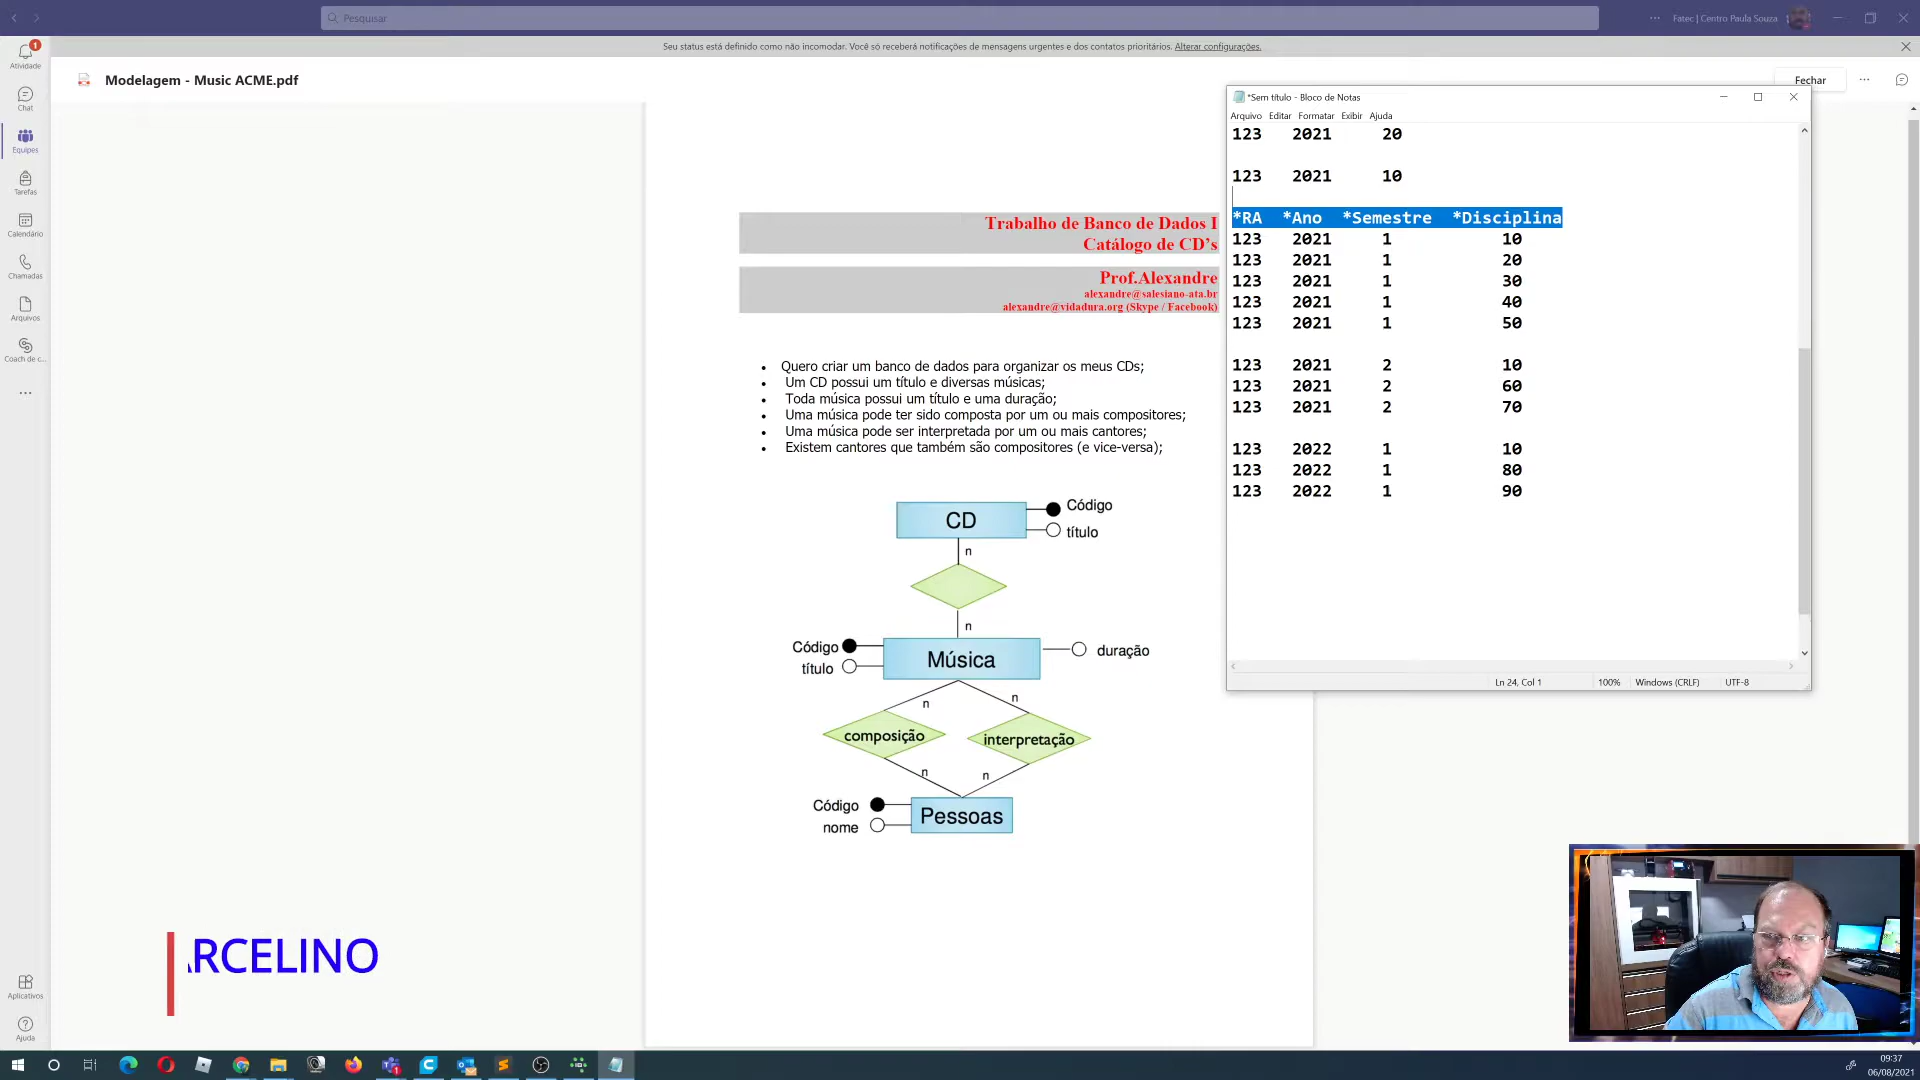 Pesquisar
Fatec | Centro Paula Souza
Seu status está definido como não incomodar. Você só receberá notificações de mensagens urgentes e dos contatos prioritários. Alterar configurações.
1
Atividade
Chat
Equipes
Tarefas
Calendário
Chamadas
Arquivos
Coach de c...
Aplicativos
Ajuda
Modelagem - Music ACME.pdf
Fechar
Trabalho de Banco de Dados I
Catálogo de CD's
Prof.Alexandre
alexandre@salesiano-ata.br
alexandre@vidadura.org (Skype / Facebook)
• Quero criar um banco de dados para organizar os meus CDs;
• Um CD possui um título e diversas músicas;
• Toda música possui um título e uma duração;
• Uma música pode ter sido composta por um ou mais compositores;
• Uma música pode ser interpretada por um ou mais cantores;
• Existem cantores que também são compositores (e vice-versa);
CD
Código
título
n
n
Código
título
Música
duração
n
n
composição
interpretação
n
n
Código
nome
Pessoas
*Sem título - Bloco de Notas
Arquivo Editar Formatar Exibir Ajuda
123 2021 20
123 2021 10
*RA *Ano *Semestre *Disciplina
123 2021 1 10
123 2021 1 20
123 2021 1 30
123 2021 1 40
123 2021 1 50
123 2021 2 10
123 2021 2 60
123 2021 2 70
123 2022 1 10
123 2022 1 80
123 2022 1 90
Ln 24, Col 1 100% Windows (CRLF) UTF-8
RCELINO
09:37
06/08/2021